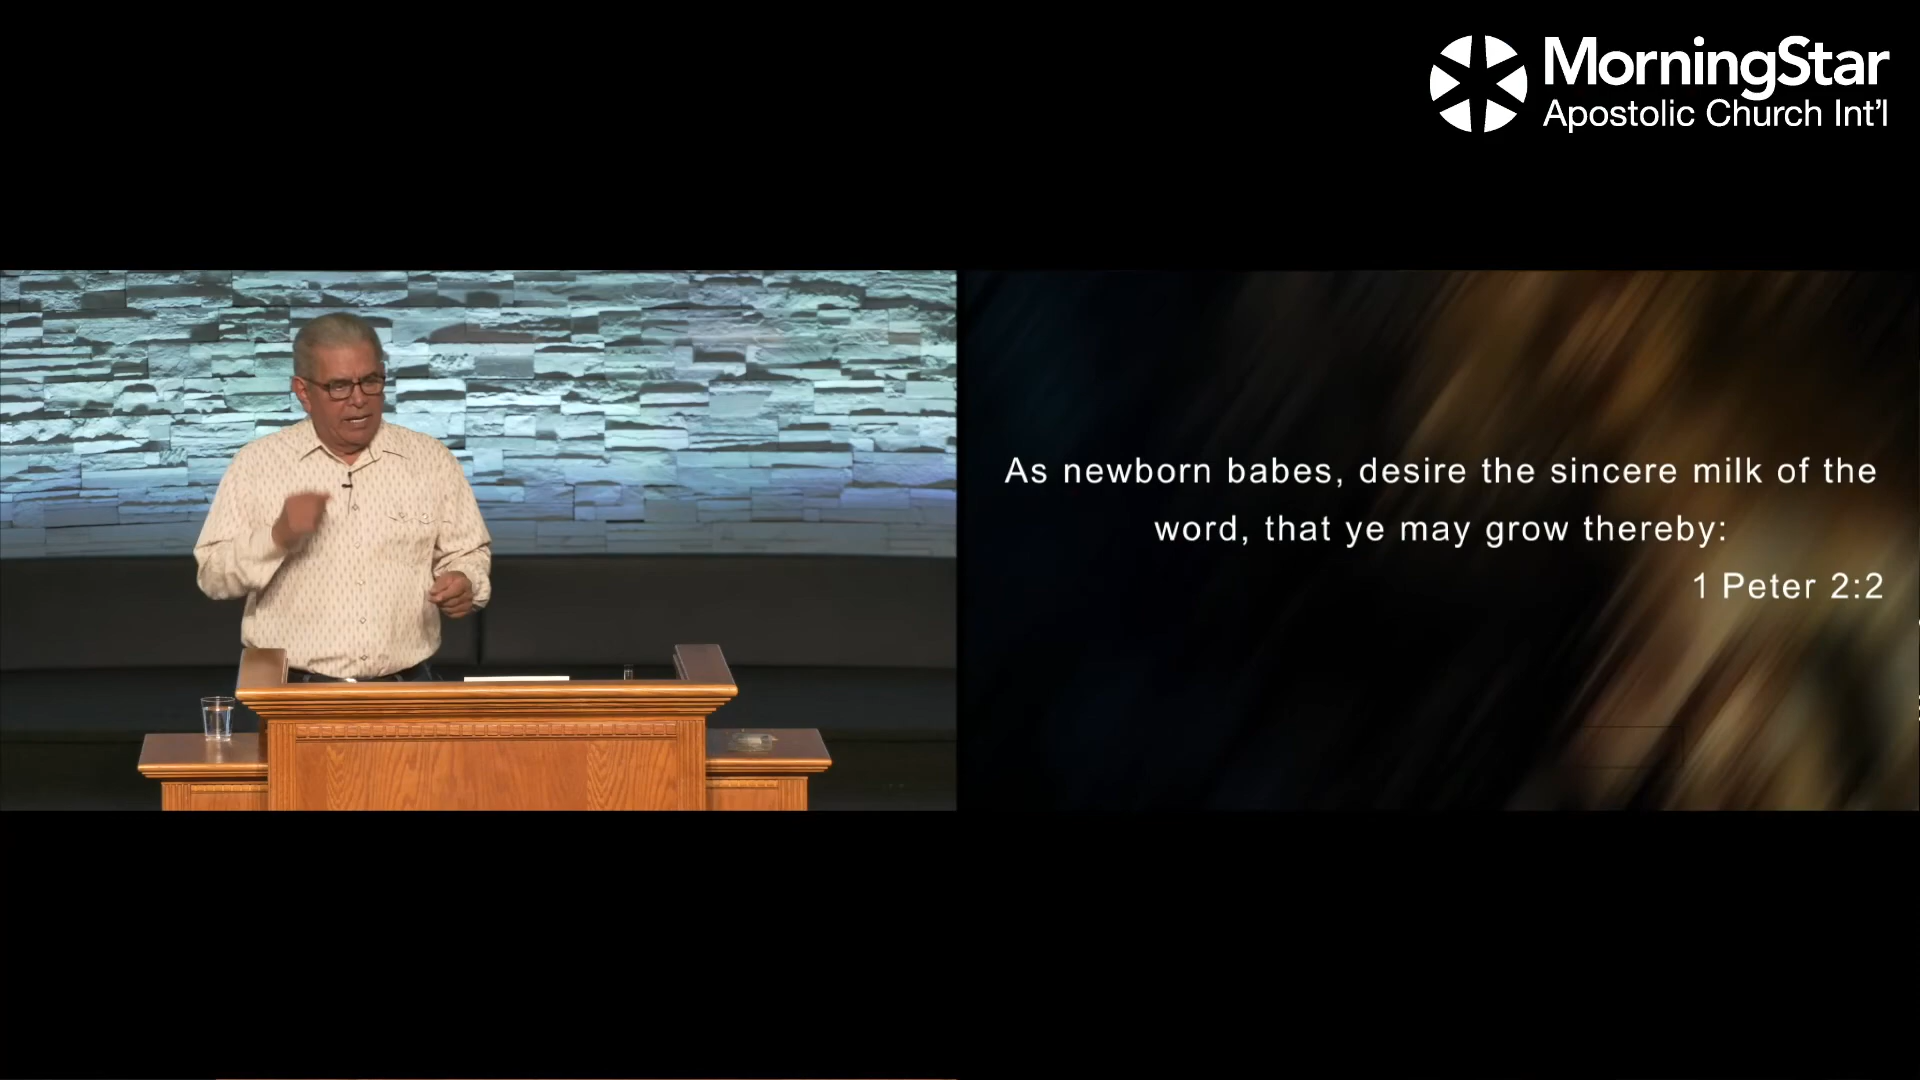 MorningStar
Apostolic Church Int'l
As newborn babes, desire the sincere milk of the
word, that ye may grow thereby:
1 Peter 2:2